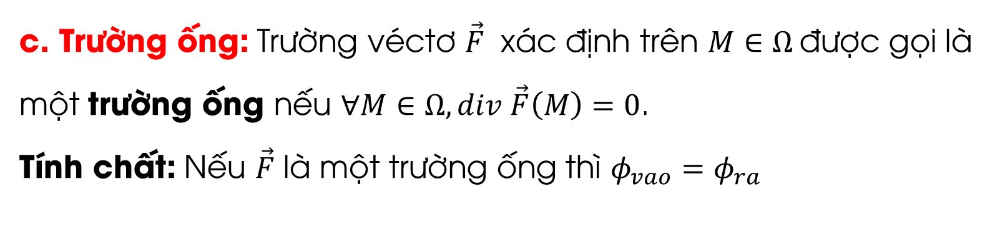 c. Trường ống: Trường véctơ $\vec{F}$ xác định trên $M \in \Omega$ được gọi là
một trường ống nếu $\forall M \in \Omega, div\ \vec{F}(M) = 0$.
Tính chất: Nếu $\vec{F}$ là một trường ống thì $\phi_{vao} = \phi_{ra}$